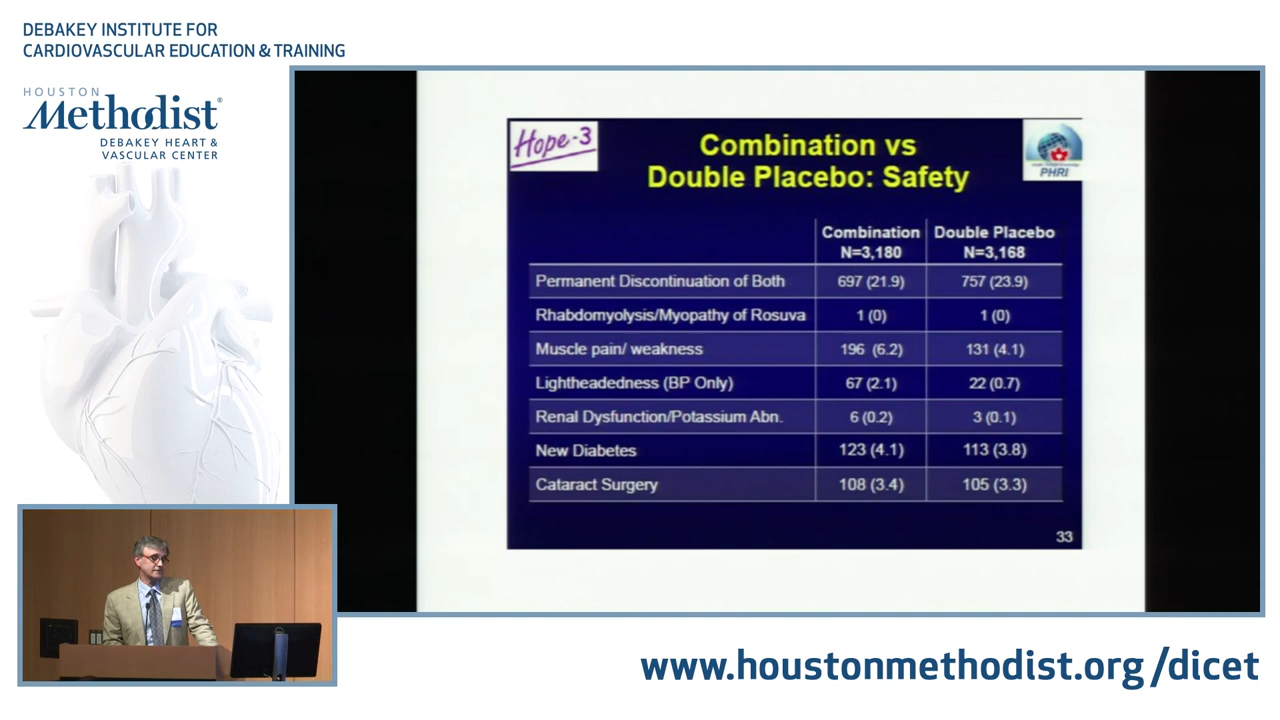 DEBAKEY INSTITUTE FOR
CARDIOVASCULAR EDUCATION & TRAINING
HOUSTON
Methodist®
DEBAKEY HEART &
VASCULAR CENTER
Hope-3
Combination vs
Double Placebo: Safety
PHRI
Combination Double Placebo
N=3,180 N=3,168
Permanent Discontinuation of Both 697 (21.9) 757 (23.9)
Rhabdomyolysis/Myopathy of Rosuva 1 (0) 1 (0)
Muscle pain/ weakness 196 (6.2) 131 (4.1)
Lightheadedness (BP Only) 67 (2.1) 22 (0.7)
Renal Dysfunction/Potassium Abn. 6 (0.2) 3 (0.1)
New Diabetes 123 (4.1) 113 (3.8)
Cataract Surgery 108 (3.4) 105 (3.3)
33
www.houstonmethodist.org /dicet